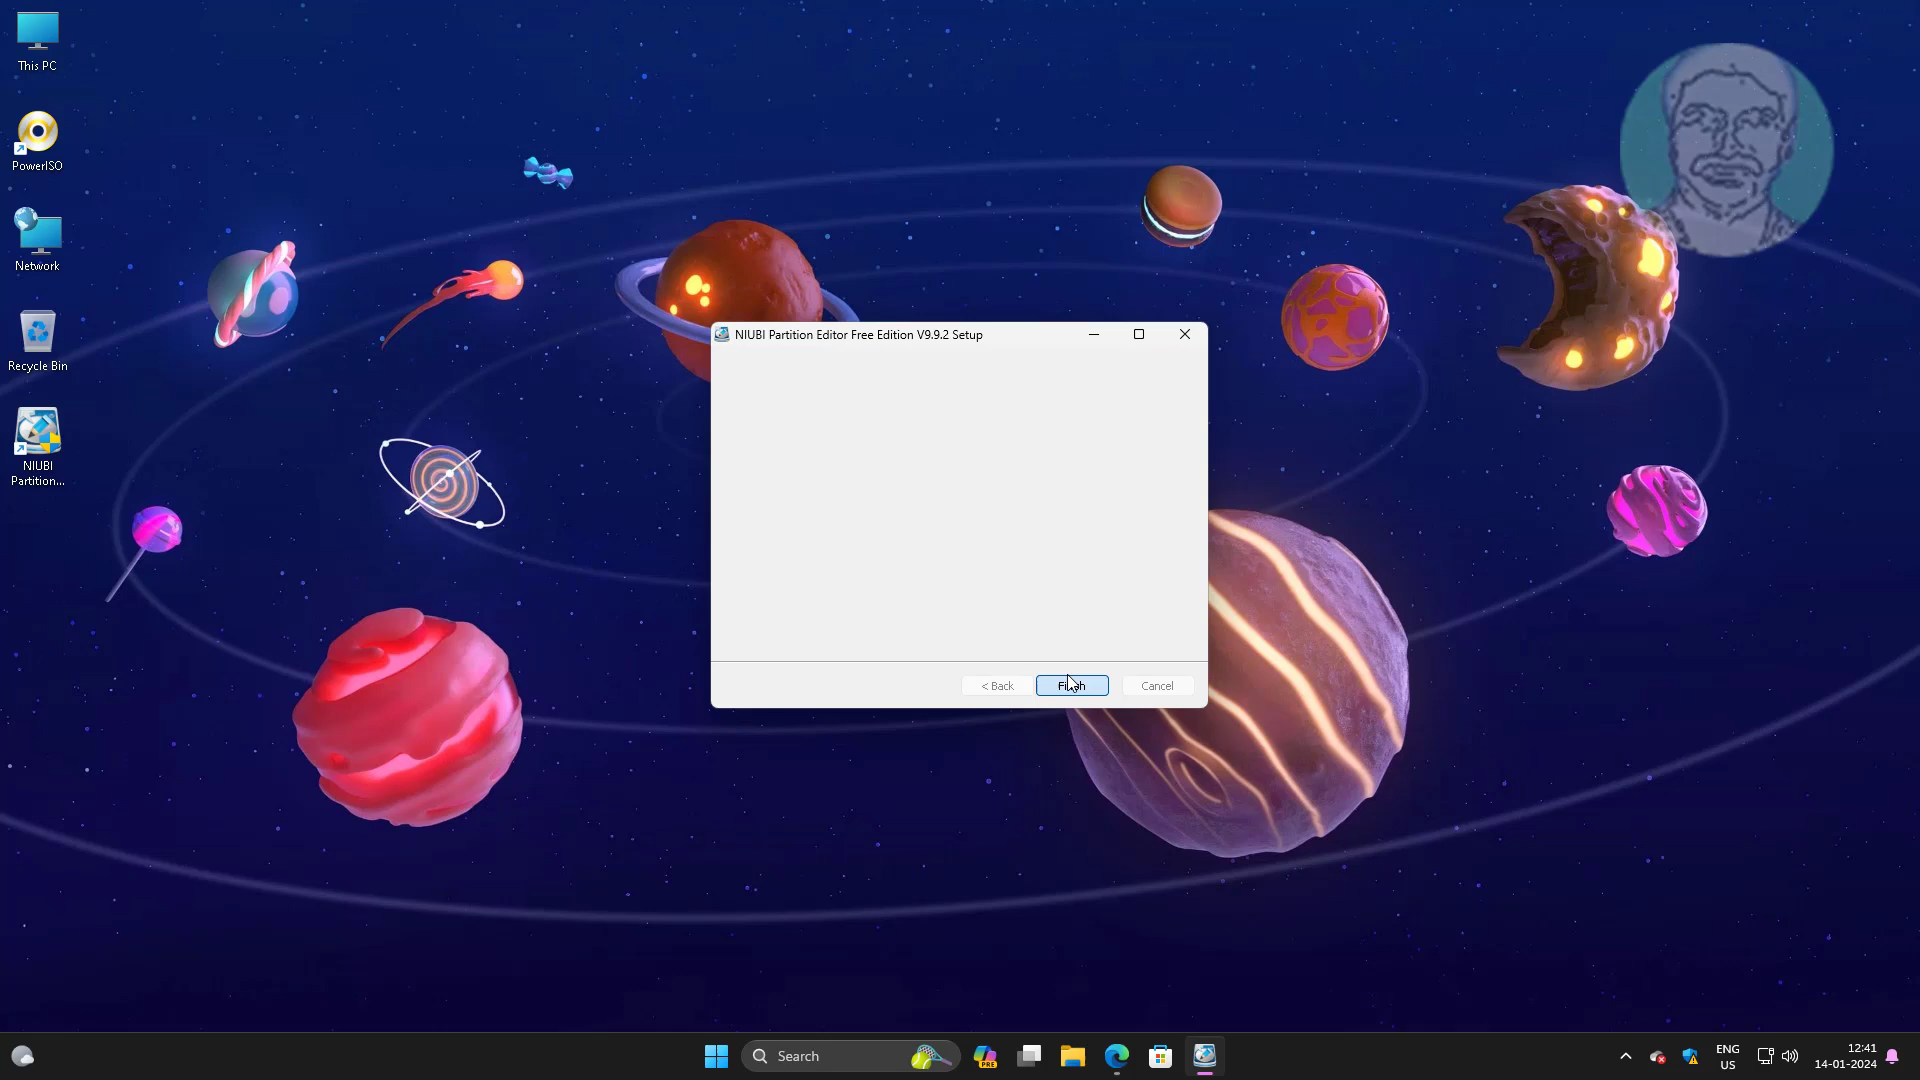 This PC
PowerISO
Network
Recycle Bin
NIUBI
Partition...
NIUBI Partition Editor Free Edition V9.9.2 Setup
< Back
Cancel
Search
PRE
ENG
US
12:41
14-01-2024